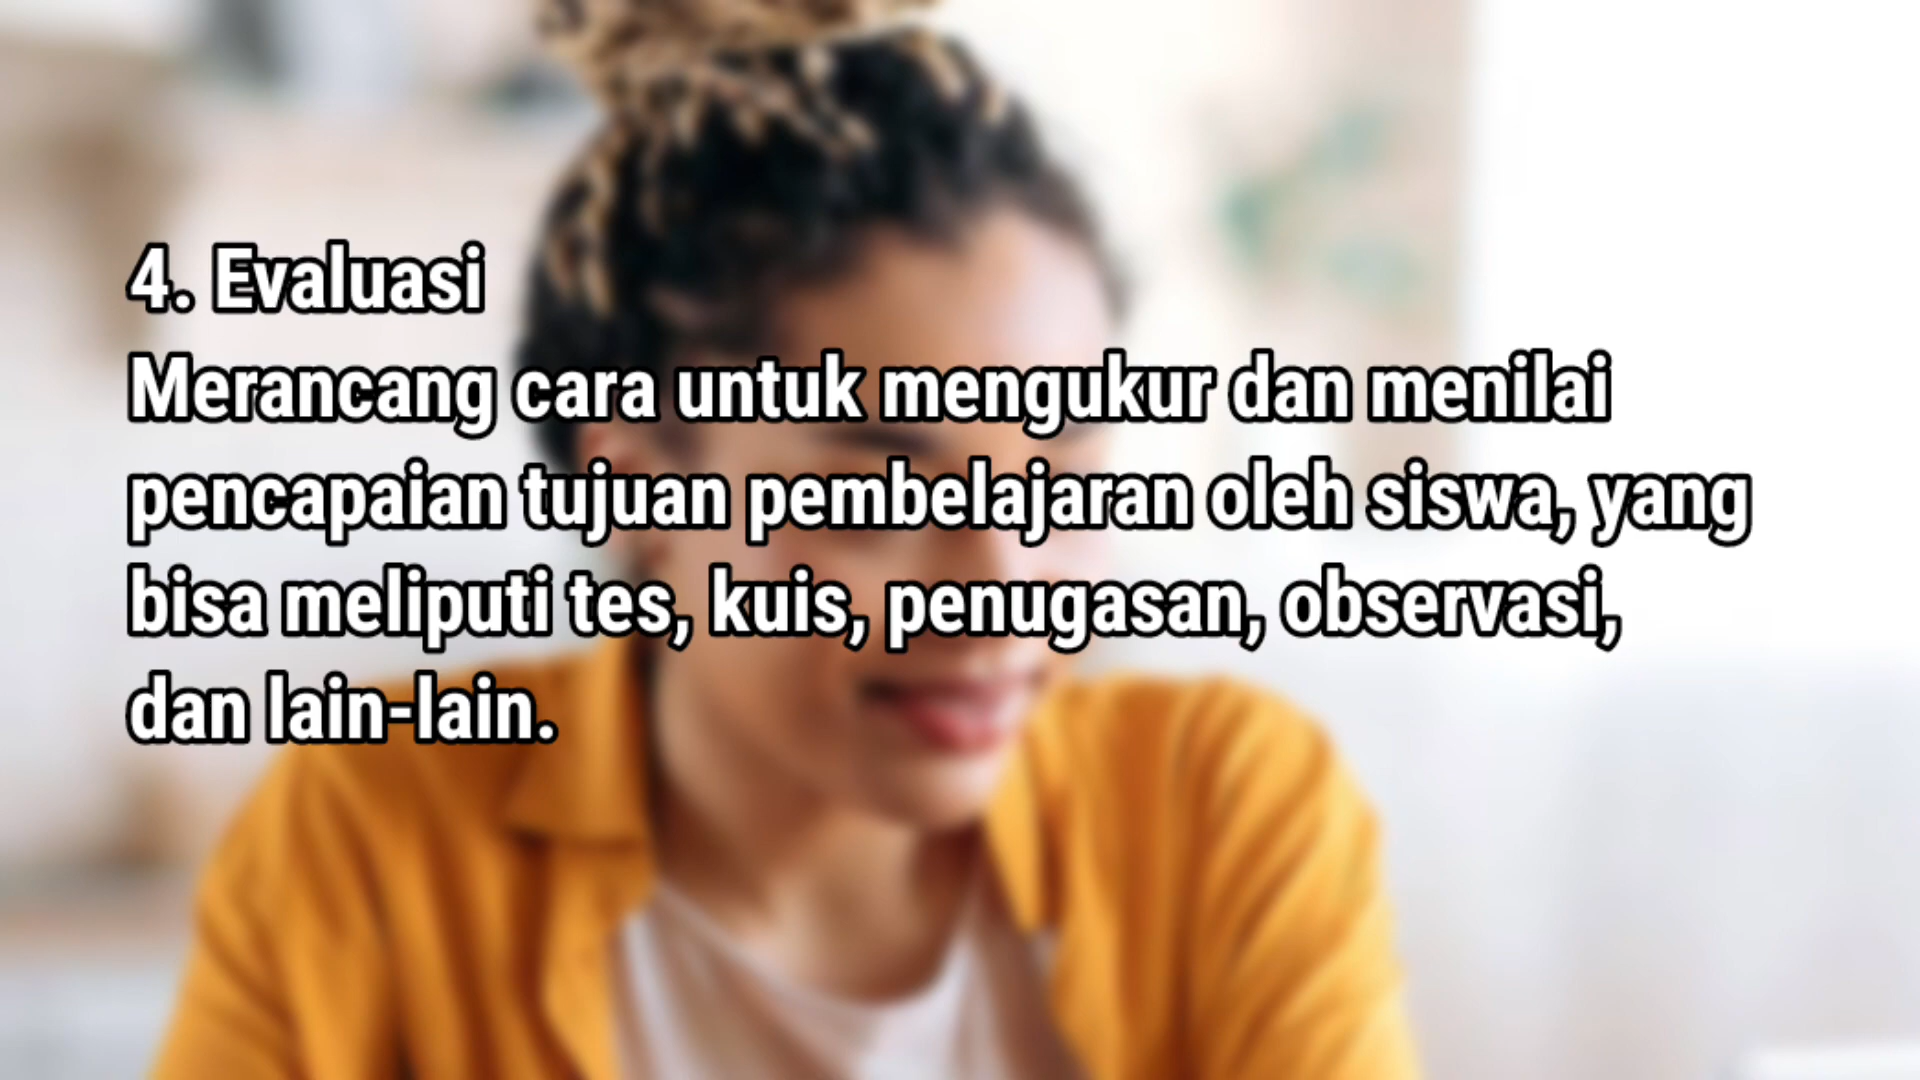 4. Evaluasi
Merancang cara untuk mengukur dan menilai
pencapaian tujuan pembelajaran oleh siswa, yang
bisa meliputi tes, kuis, penugasan, observasi,
dan lain-lain.